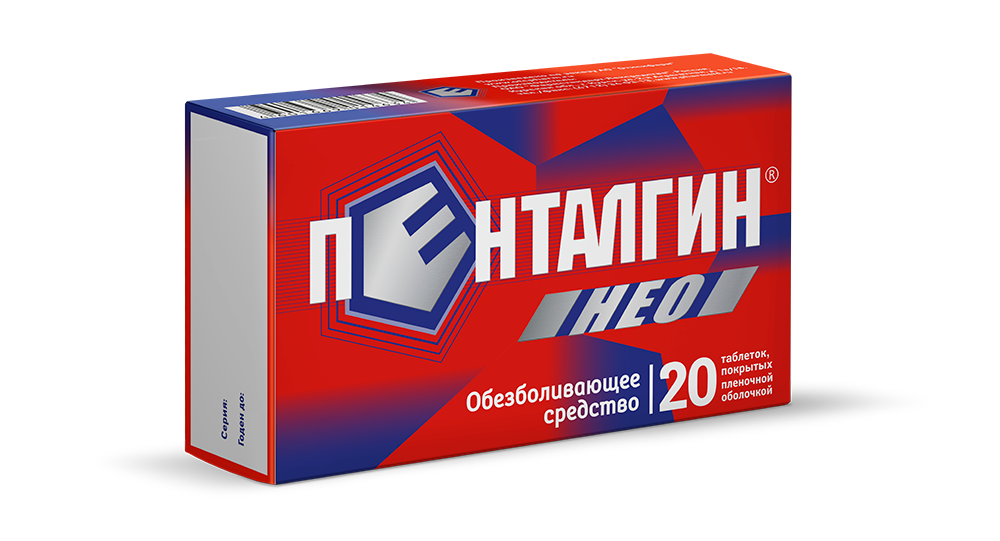 ПЕНТАЛГИН®
НЕО
Обезболивающее
средство
20
таблеток,
покрытых
пленочной
оболочкой
Серия:
Годен до: